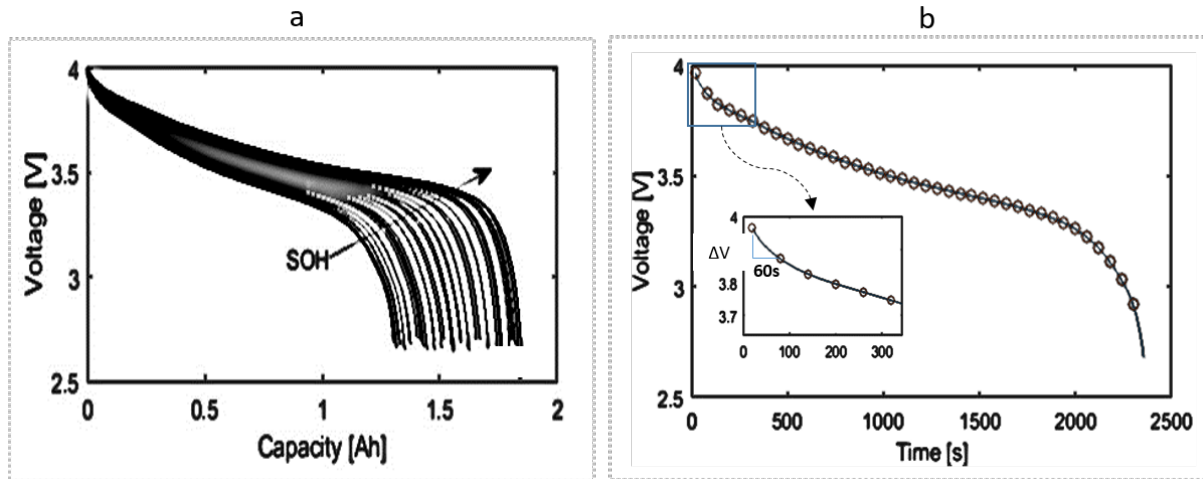 a
4
3.5
3
2.5
Voltage [V]
SOH
0 0.5 1 1.5 2
Capacity [Ah]
b
4
3.5
3
2.5
Voltage [V]
4
ΔV
60s
3.8
3.7
0 100 200 300
0 500 1000 1500 2000 2500
Time [s]